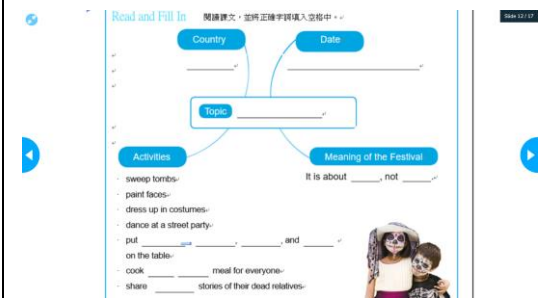 Read and Fill In 閱讀課文，並將正確字詞填入空格中。
Slide 12 / 17
Country
Date
Topic
Activities
Meaning of the Festival
It is about ______, not ______.
· sweep tombs
· paint faces
· dress up in costumes
· dance at a street party
· put ______, ______, ______, and ______
on the table
· cook ______ ______ meal for everyone
· share ______ stories of their dead relatives